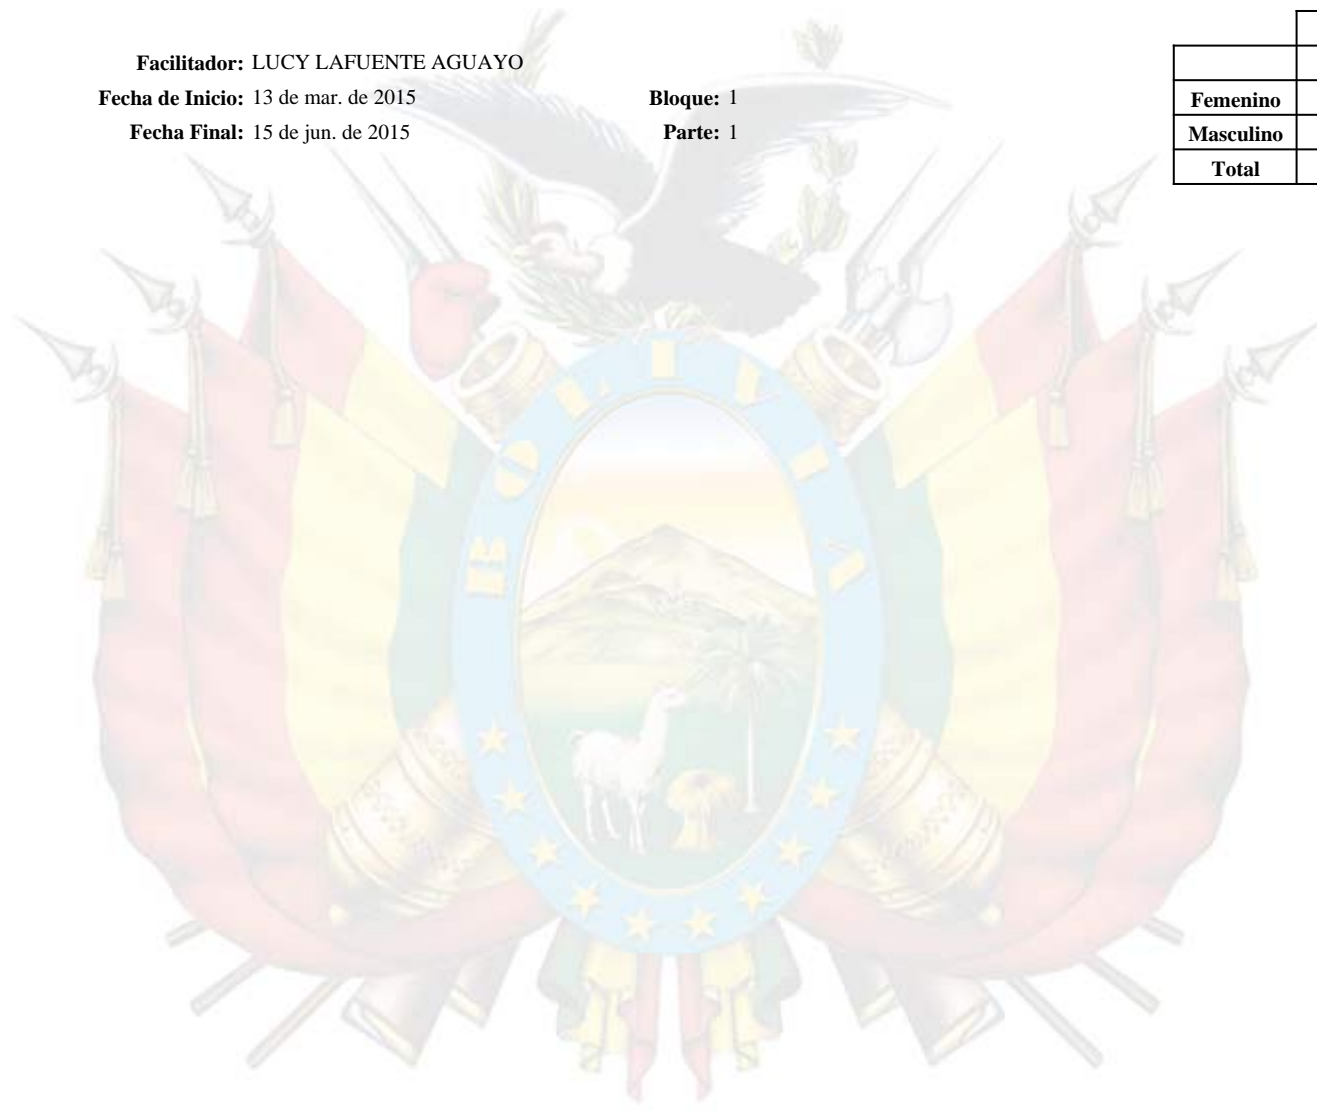 Facilitador: LUCY LAFUENTE AGUAYO
Fecha de Inicio: 13 de mar. de 2015 Bloque: 1
Fecha Final: 15 de jun. de 2015 Parte: 1
Femenino
Masculino
Total
BOLIVIA